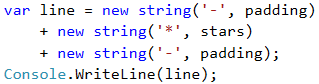 var line = new string('-', padding)
    + new string('*', stars)
    + new string('-', padding);
Console.WriteLine(line);